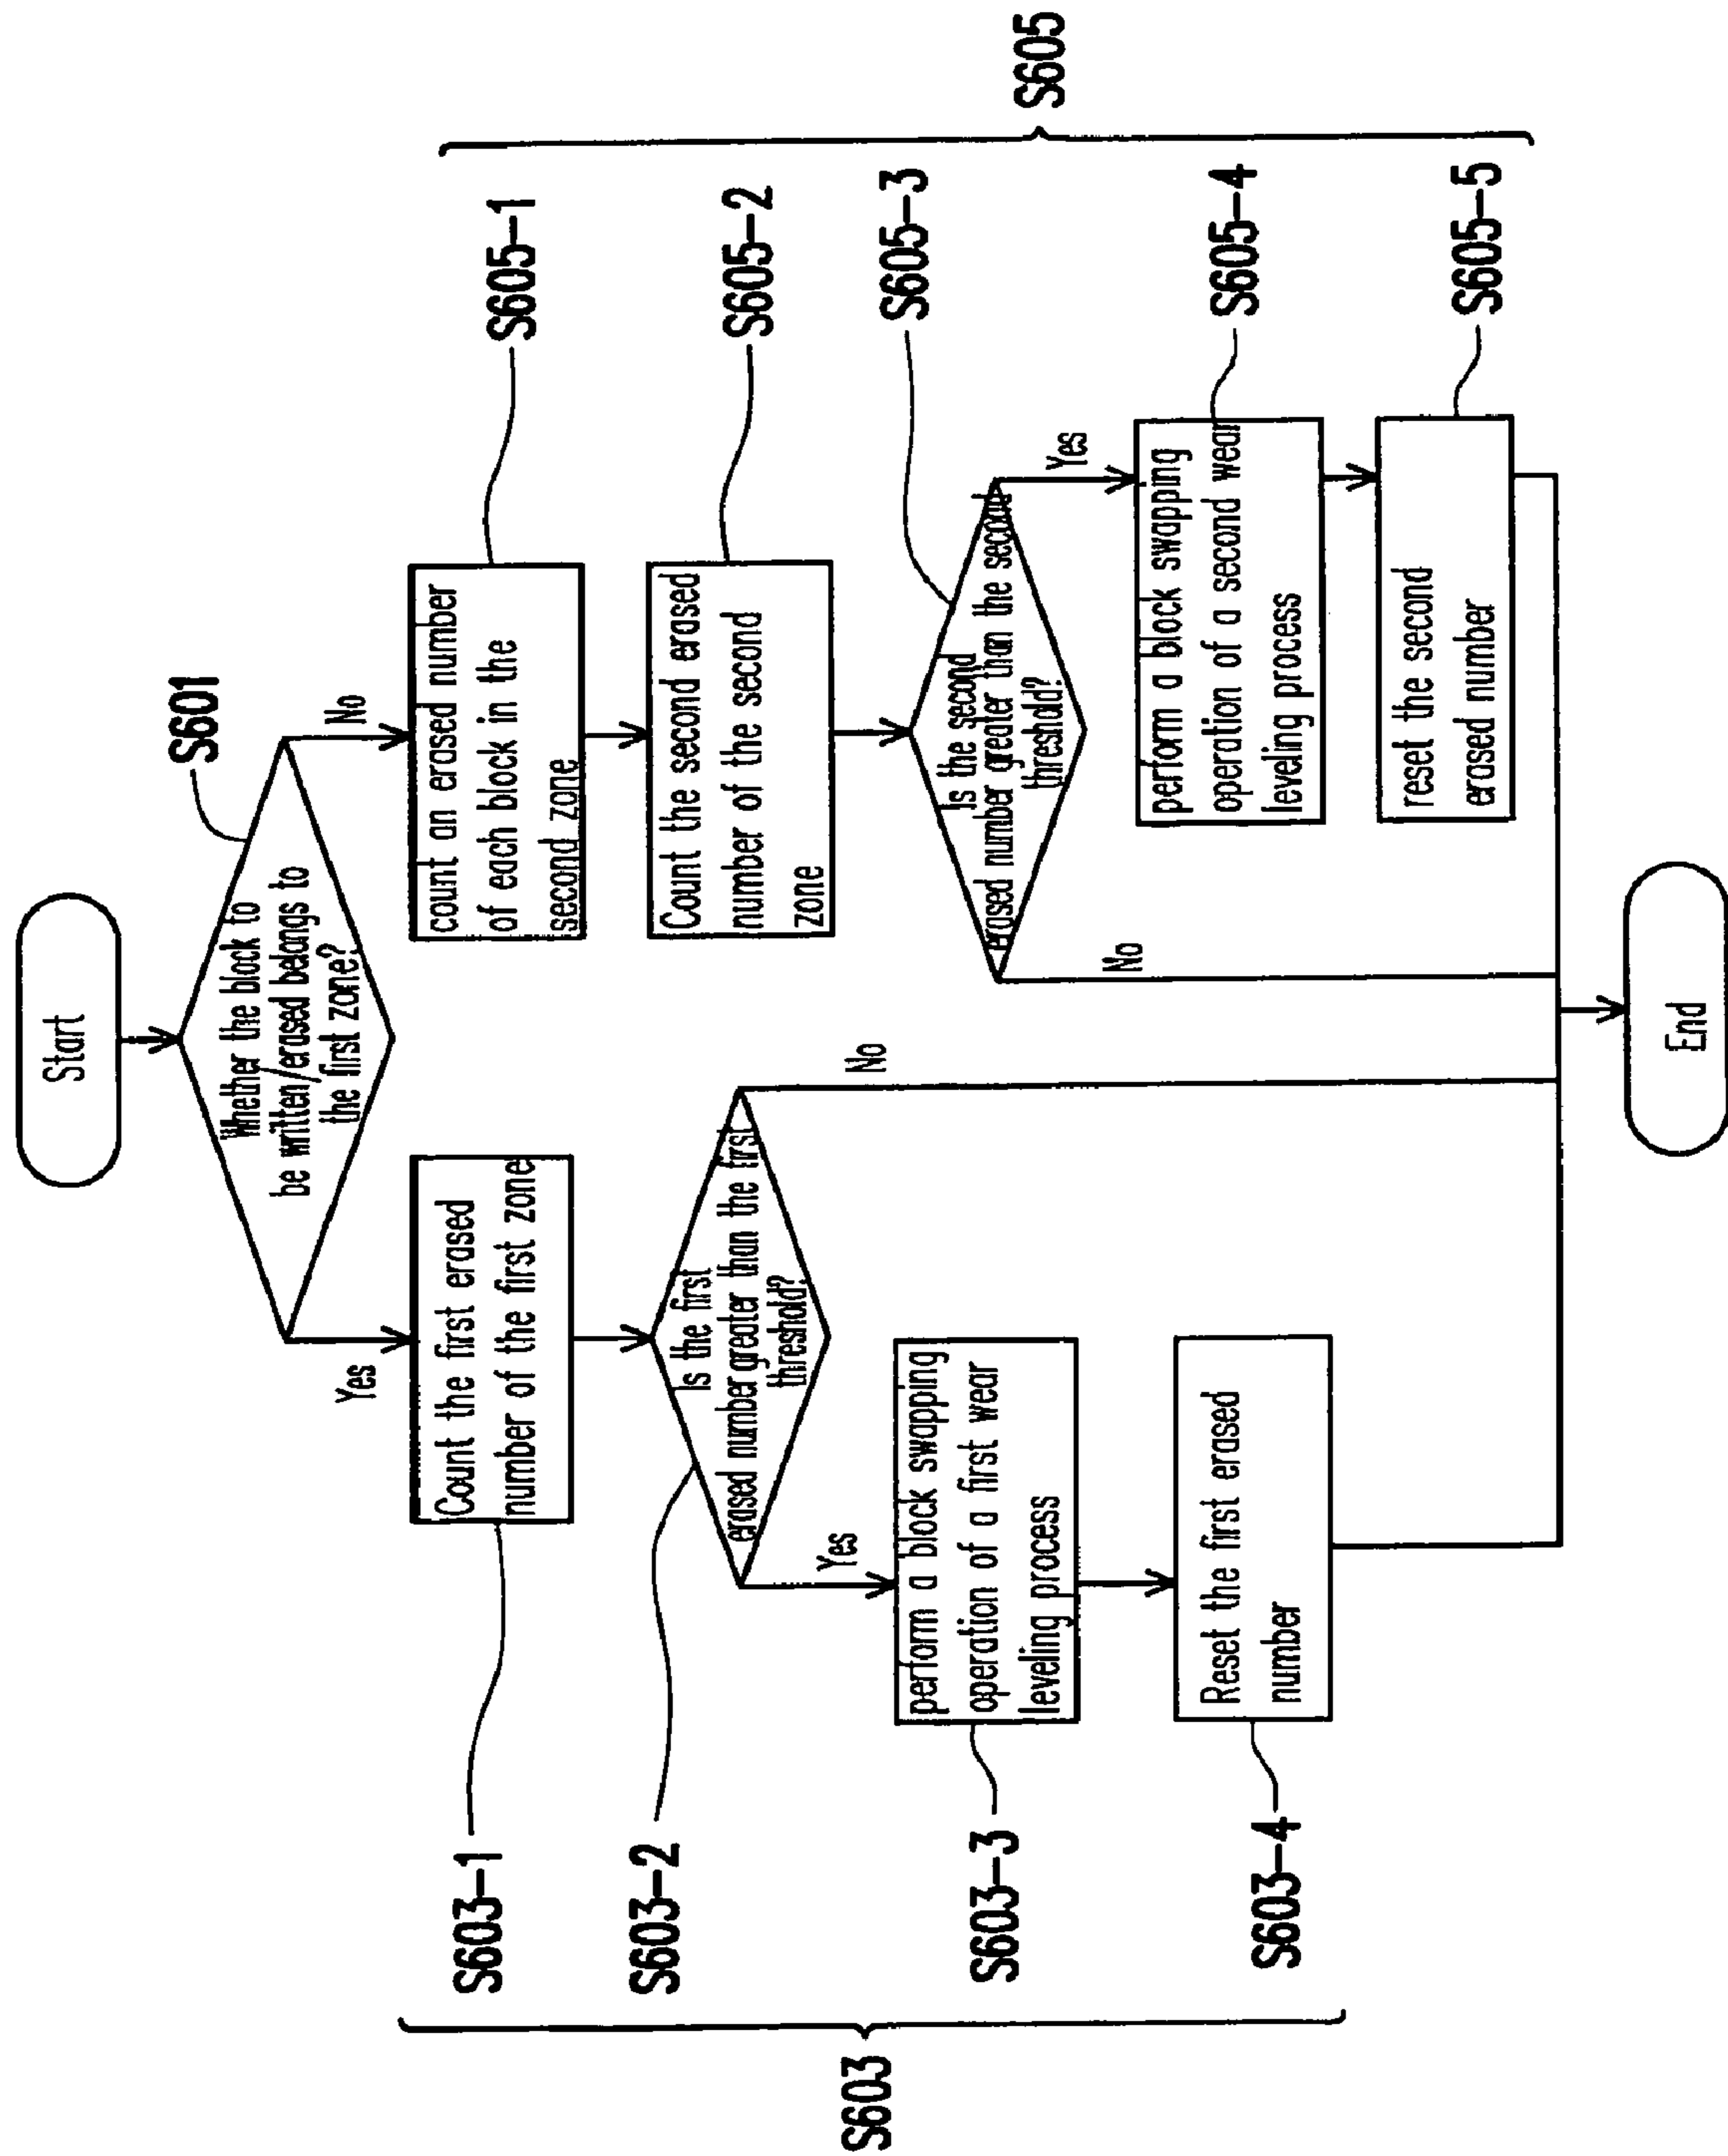 Start
S601
Whether the block to
be written/erased belongs to
the first zone?
Yes
No
S603
S603-1
Count the first erased
number of the first zone
S603-2
Is the first
erased number greater than the first
threshold?
Yes
No
S603-3
perform a block swapping
operation of a first wear
leveling process
S603-4
Reset the first erased
number
S605
S605-1
count an erased number
of each block in the
second zone
S605-2
Count the second erased
number of the second
zone
S605-3
Is the second
erased number greater than the second
threshold?
Yes
No
S605-4
perform a block swapping
operation of a second wear
leveling process
S605-5
reset the second
erased number
End